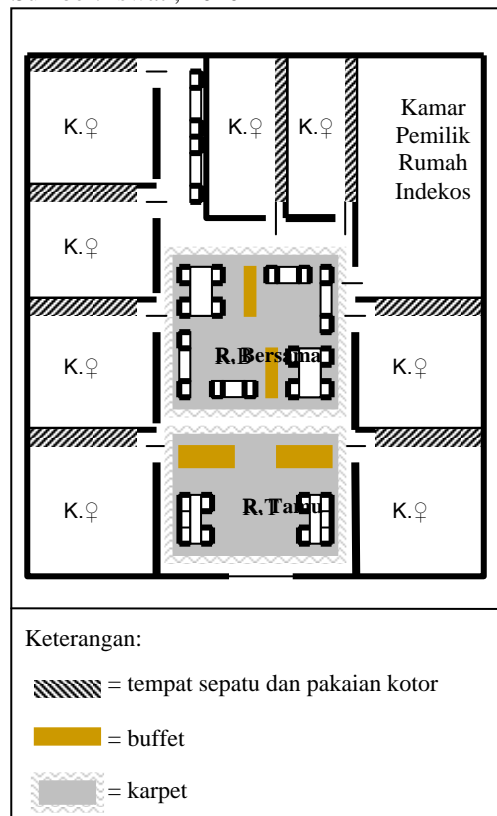 K.♀
K.♀
K.♀
Kamar
Pemilik
Rumah
Indekos
K.♀
R. Bersama
K.♀
K.♀
R. Tamu
K.♀
K.♀
Keterangan:
= tempat sepatu dan pakaian kotor
= buffet
= karpet